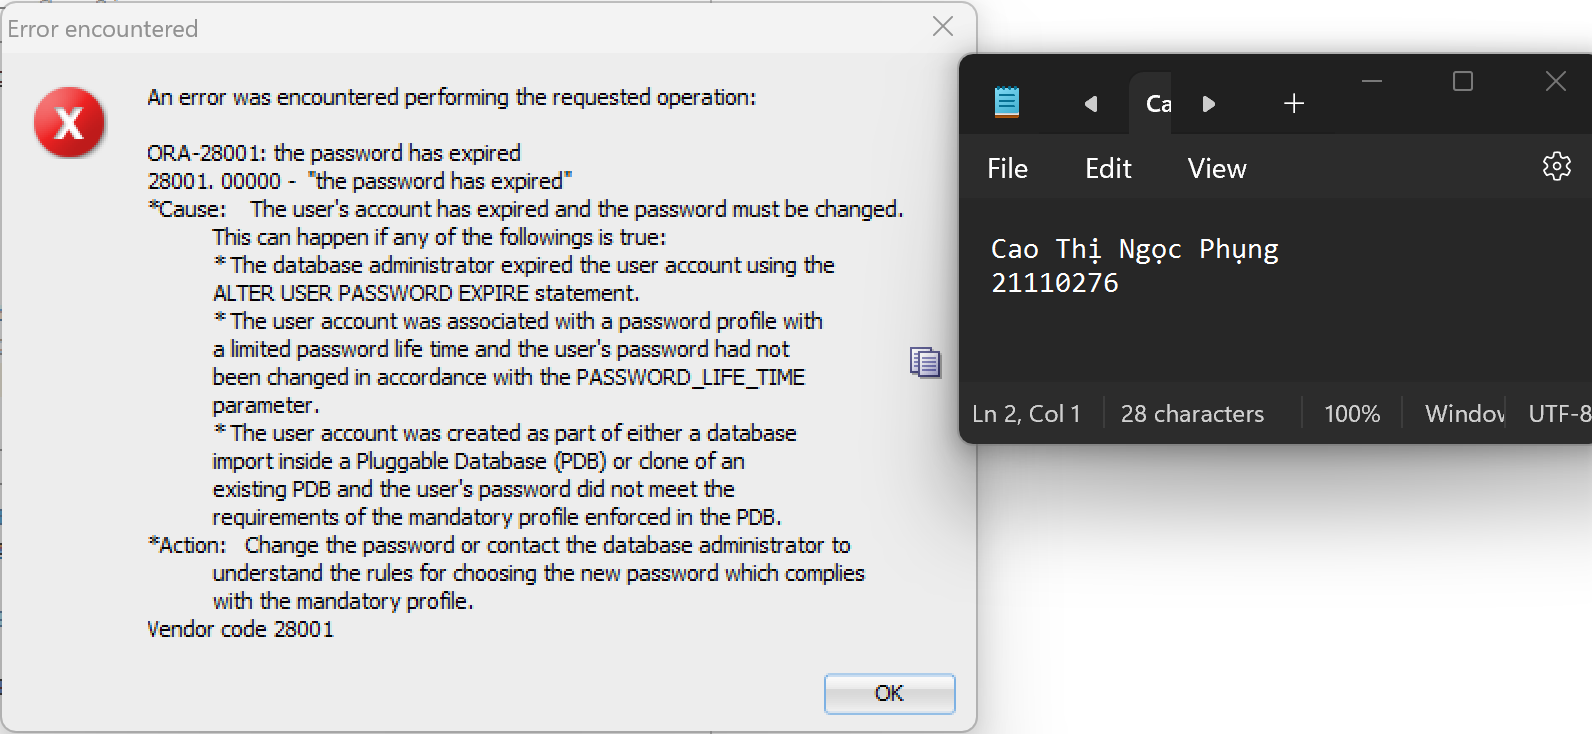 Error encountered
An error was encountered performing the requested operation:
ORA-28001: the password has expired
28001. 00000 -  "the password has expired"
*Cause:    The user's account has expired and the password must be changed.
This can happen if any of the followings is true:
* The database administrator expired the user account using the
ALTER USER PASSWORD EXPIRE statement.
* The user account was associated with a password profile with
a limited password life time and the user's password had not
been changed in accordance with the PASSWORD_LIFE_TIME
parameter.
* The user account was created as part of either a database
import inside a Pluggable Database (PDB) or clone of an
existing PDB and the user's password did not meet the
requirements of the mandatory profile enforced in the PDB.
*Action:   Change the password or contact the database administrator to
understand the rules for choosing the new password which complies
with the mandatory profile.
Vendor code 28001
OK
Ca
File Edit View
Cao Thị Ngọc Phụng
21110276
Ln 2, Col 1 28 characters 100% Window UTF-8